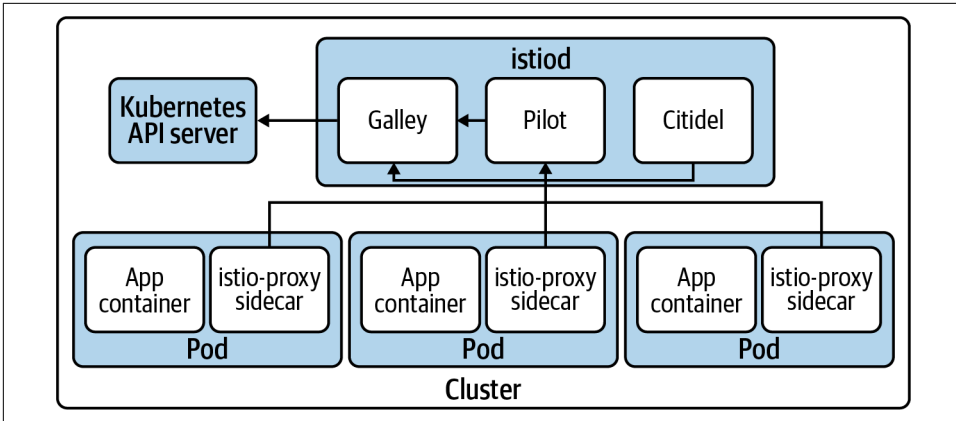 istiod
Kubernetes
API server
Galley
Pilot
Citidel
App
container
istio-proxy
sidecar
Pod
App
container
istio-proxy
sidecar
Pod
App
container
istio-proxy
sidecar
Pod
Cluster